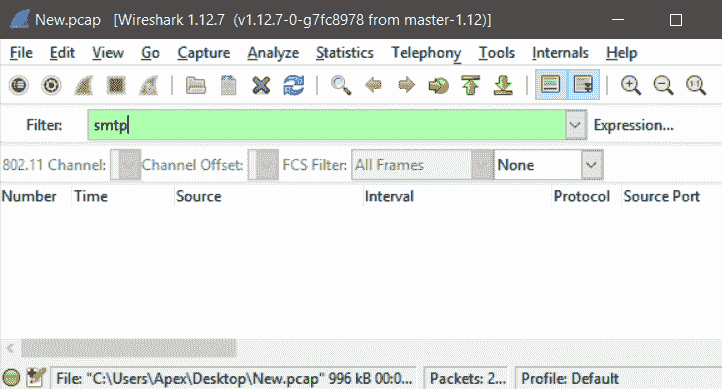 New.pcap [Wireshark 1.12.7 (v1.12.7-0-g7fc8978 from master-1.12)]
File Edit View Go Capture Analyze Statistics Telephony Tools Internals Help
Filter: smtp Expression...
802.11 Channel: Channel Offset: FCS Filter: All Frames None
Number Time Source Interval Protocol Source Port
File: "C:\Users\Apex\Desktop\New.pcap" 996 kB 00:0... Packets: 2... Profile: Default